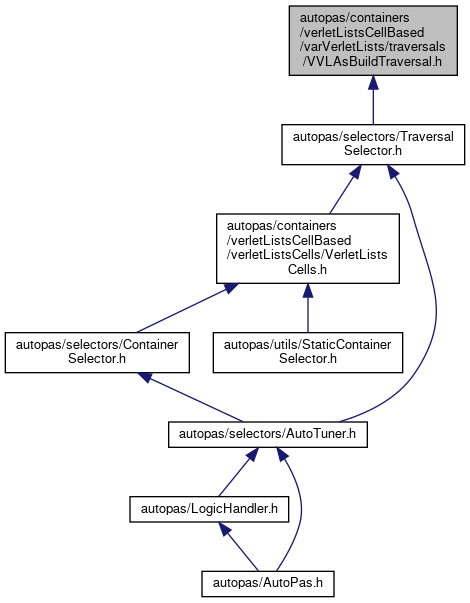 autopas/containers
/verletListsCellBased
/varVerletLists/traversals
/VVLAsBuildTraversal.h
autopas/selectors/Traversal
Selector.h
autopas/containers
/verletListsCellBased
/verletListsCells/VerletLists
Cells.h
autopas/selectors/Container
Selector.h
autopas/utils/StaticContainer
Selector.h
autopas/selectors/AutoTuner.h
autopas/LogicHandler.h
autopas/AutoPas.h